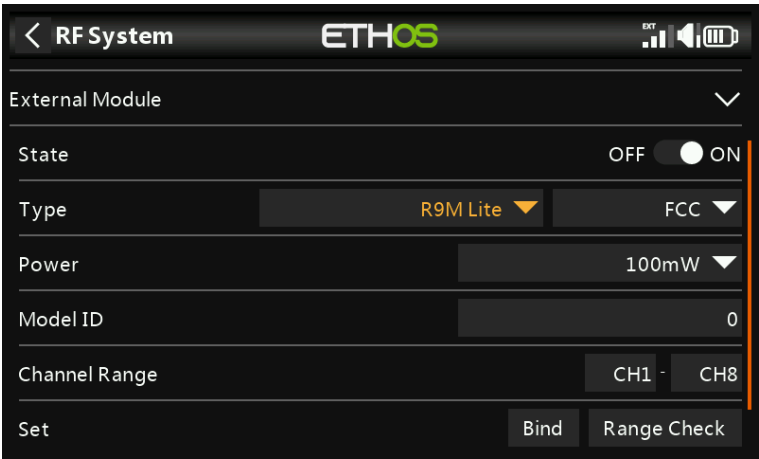 RF System ETHOS EXT
External Module
State OFF ON
Type R9M Lite FCC
Power 100mW
Model ID 0
Channel Range CH1 - CH8
Set Bind Range Check